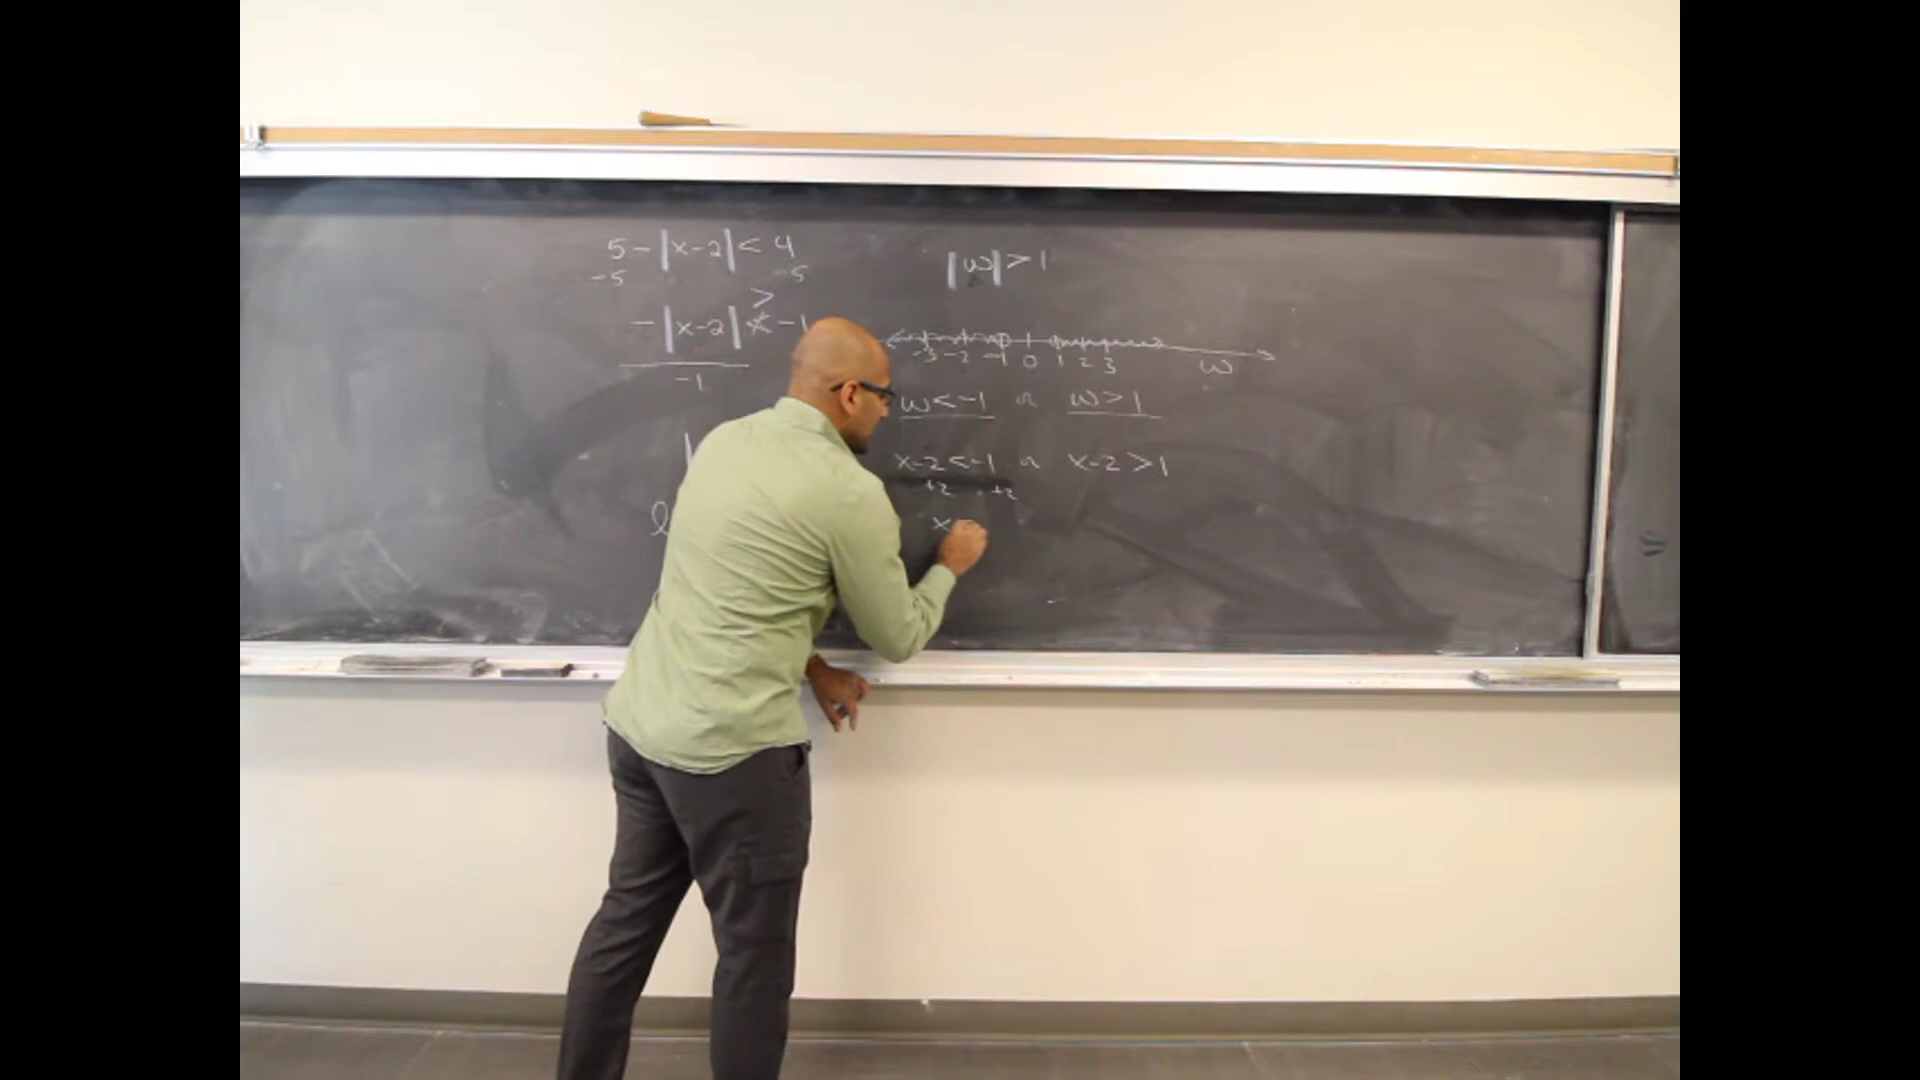 5 - |x-2| < 4
-5 -5
>
- |x-2| < -1
-1
|w| > 1
-3 -2 -1 0 1 2 3
w
w < -1 or w > 1
x-2 < -1 or x-2 > 1
+2 +2
x